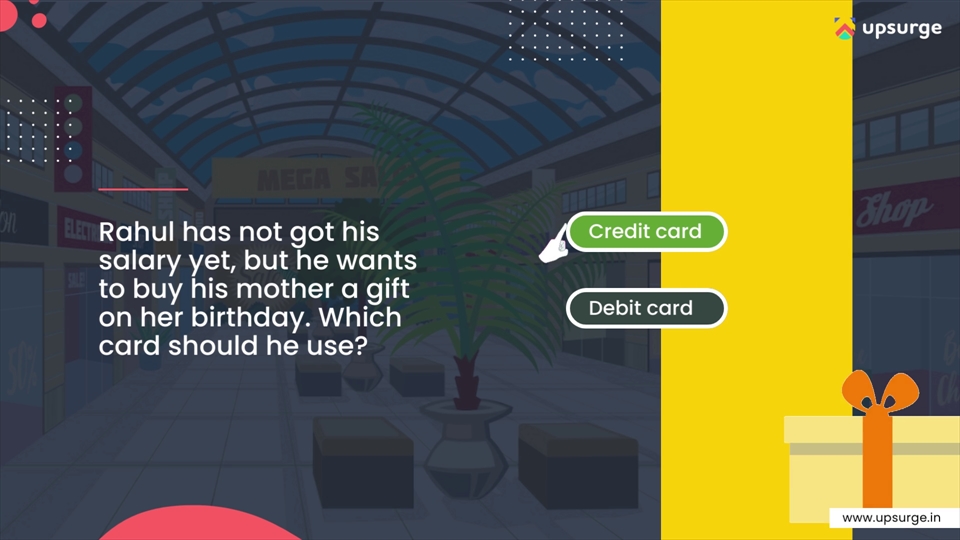 upsurge
MEGA SA
Shop
Rahul has not got his
salary yet, but he wants
to buy his mother a gift
on her birthday. Which
card should he use?
Credit card
Debit card
www.upsurge.in